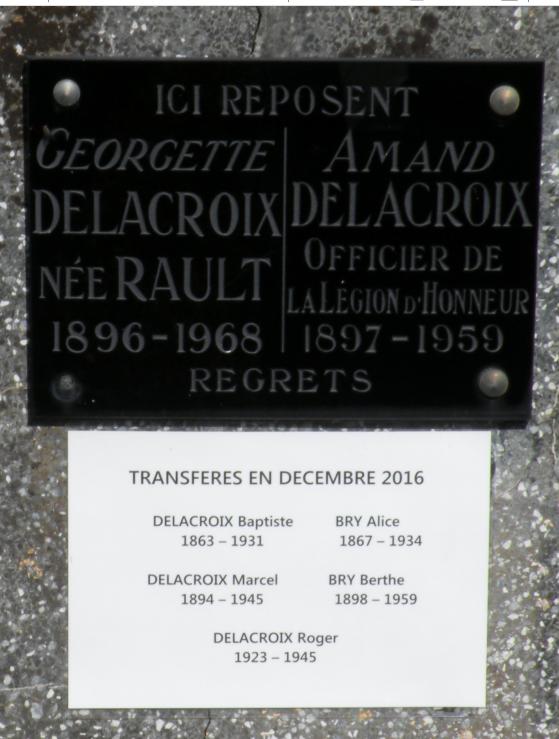 ICI REPOSENT
GEORGETTE
DELACROIX
NÉE RAULT
1896-1968
AMAND
DELACROIX
OFFICIER DE
LA LÉGION D'HONNEUR
1897-1959
REGRETS
TRANSFERES EN DECEMBRE 2016
DELACROIX Baptiste BRY Alice
1863 – 1931 1867 – 1934
DELACROIX Marcel BRY Berthe
1894 – 1945 1898 – 1959
DELACROIX Roger
1923 – 1945